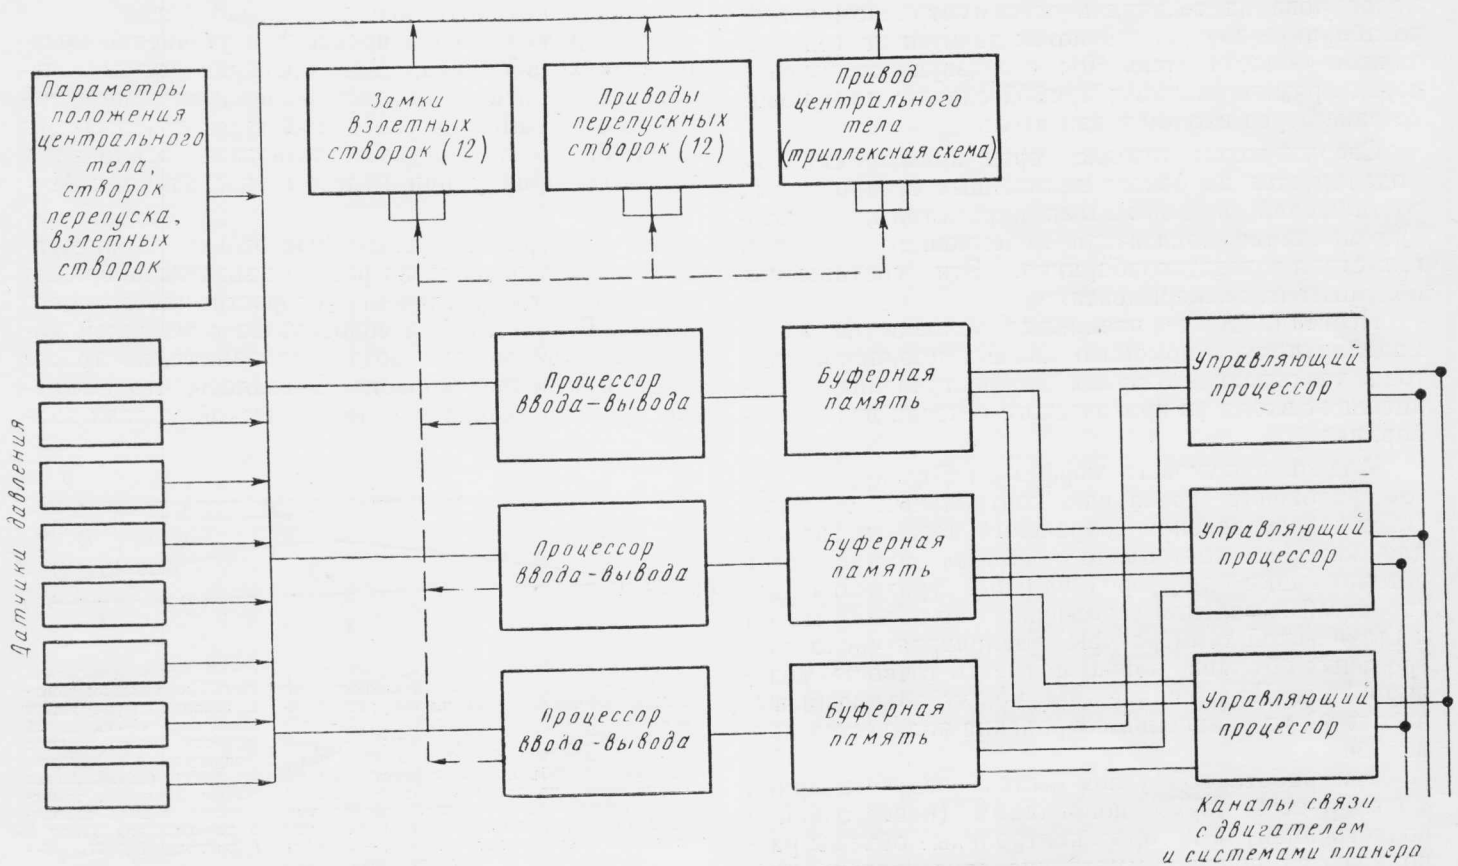 Параметры
положения
центрального
тела,
створок
перепуска,
взлетных
створок
Замки
взлетных
створок (12)
Приводы
перепускных
створок (12)
Привод
центрального
тела
(триплексная схема)
Датчики давления
Процессор
ввода-вывода
Буферная
память
Управляющий
процессор
Процессор
ввода-вывода
Буферная
память
Управляющий
процессор
Процессор
ввода-вывода
Буферная
память
Управляющий
процессор
Каналы связи
с двигателем
и системами планера